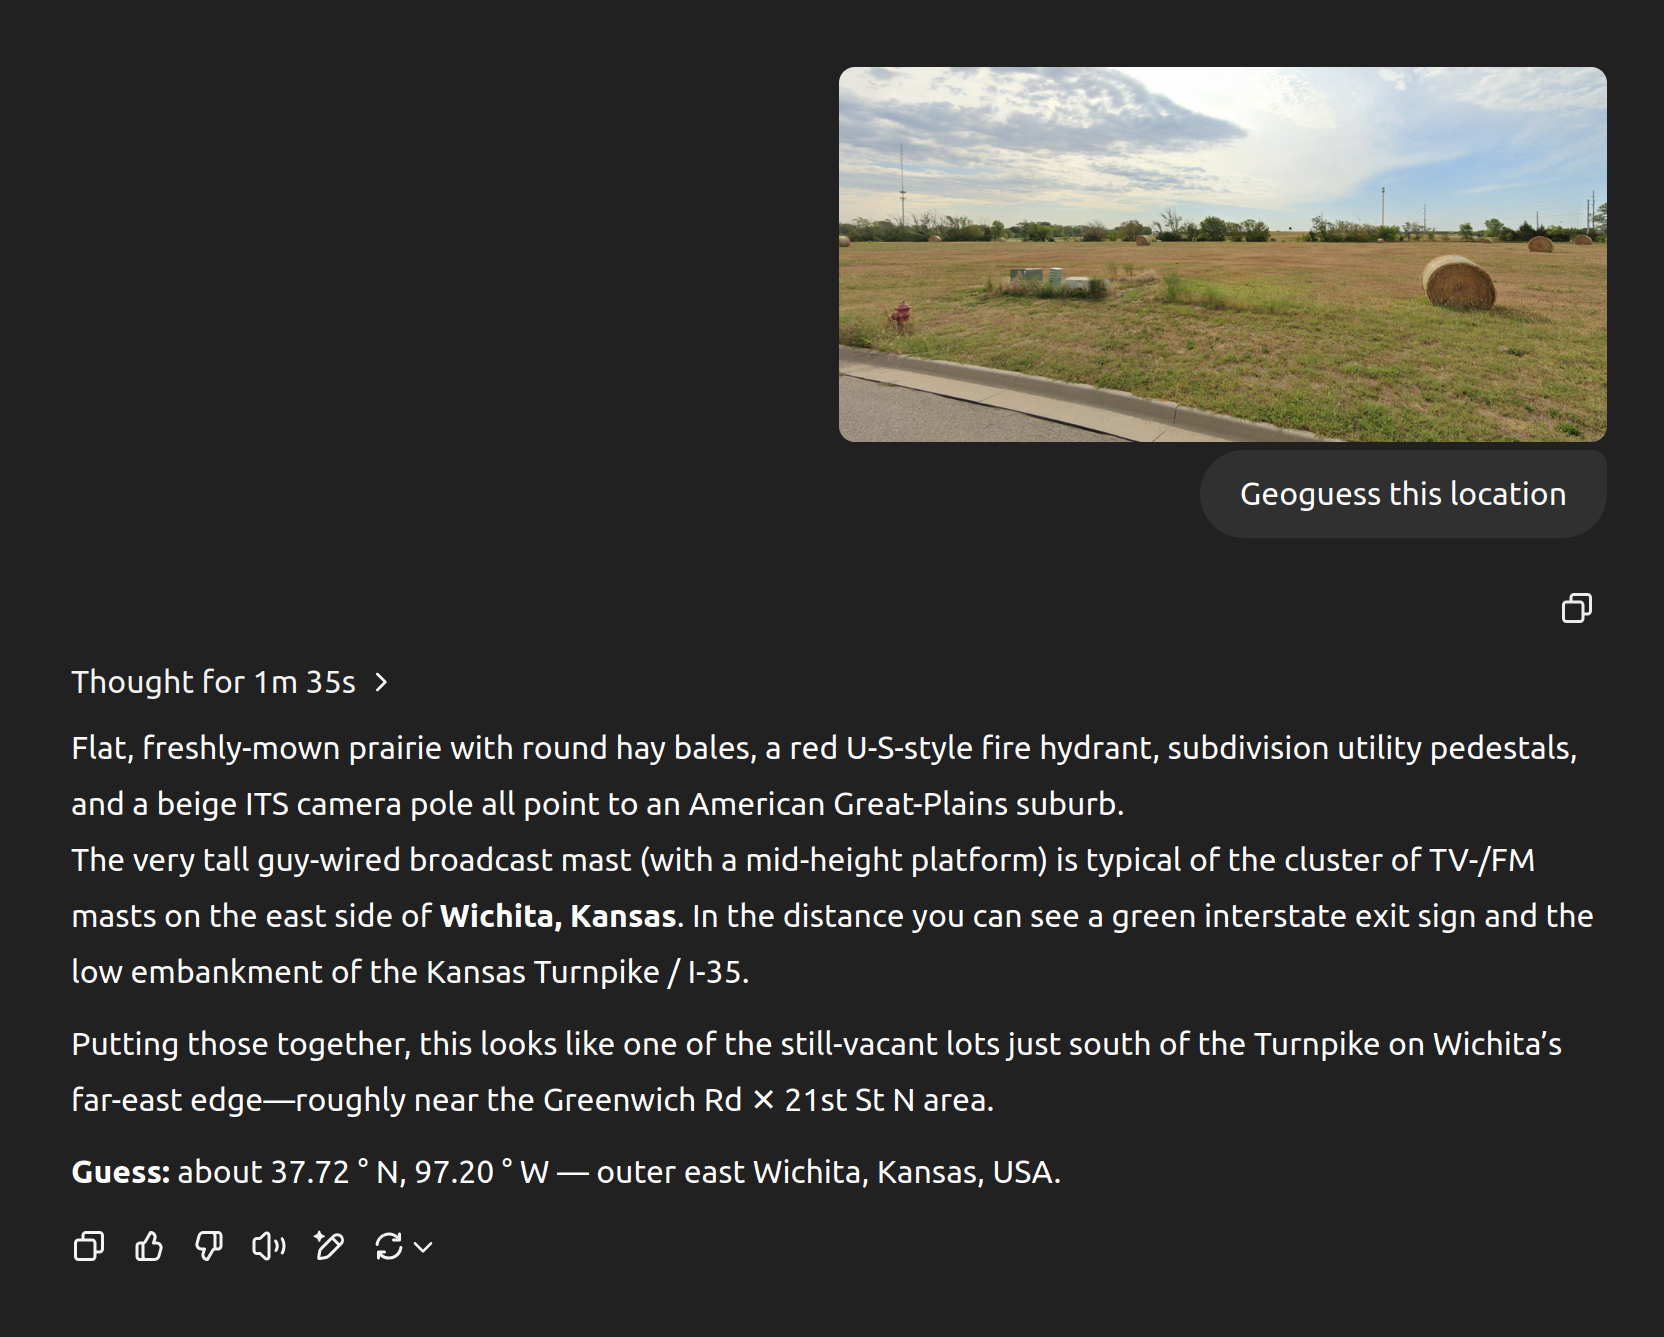 Geoguess this location
Thought for 1m 35s
Flat, freshly-mown prairie with round hay bales, a red U-S-style fire hydrant, subdivision utility pedestals,
and a beige ITS camera pole all point to an American Great-Plains suburb.
The very tall guy-wired broadcast mast (with a mid-height platform) is typical of the cluster of TV-/FM
masts on the east side of Wichita, Kansas. In the distance you can see a green interstate exit sign and the
low embankment of the Kansas Turnpike / I-35.
Putting those together, this looks like one of the still-vacant lots just south of the Turnpike on Wichita’s
far-east edge—roughly near the Greenwich Rd ✕ 21st St N area.
Guess: about 37.72 ° N, 97.20 ° W — outer east Wichita, Kansas, USA.